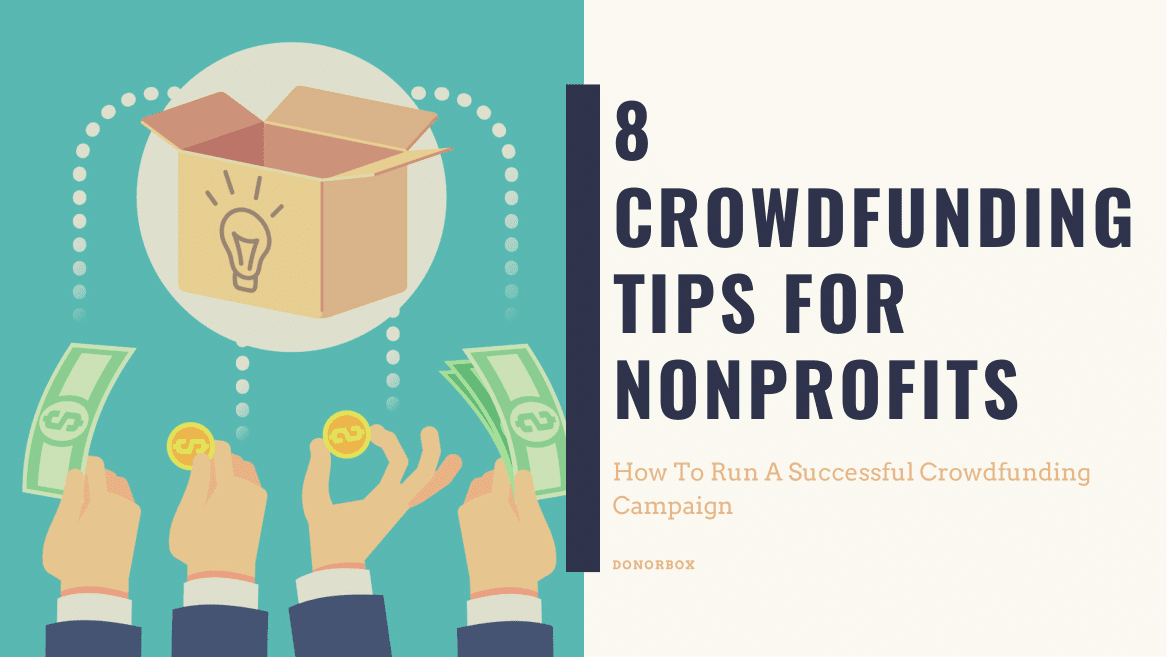 8
CROWDFUNDING
TIPS FOR
NONPROFITS
How To Run A Successful Crowdfunding
Campaign
DONORBOX